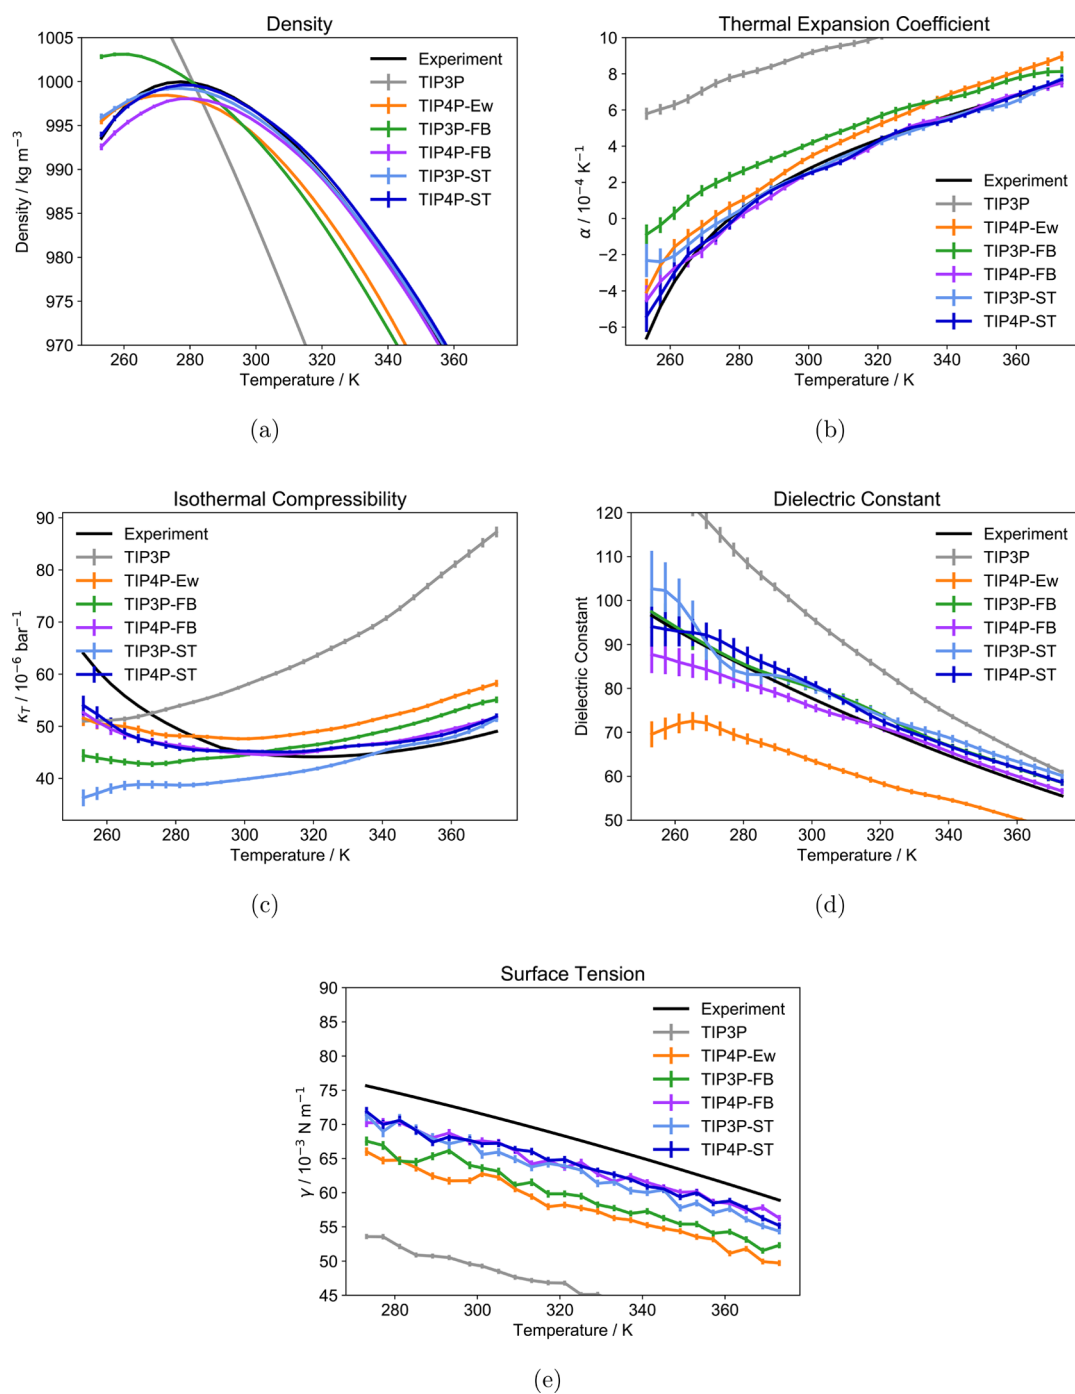 Density
Density / kg m⁻³
1005
1000
995
990
985
980
975
970
260
280
300
320
340
360
Temperature / K
Experiment
TIP3P
TIP4P-Ew
TIP3P-FB
TIP4P-FB
TIP3P-ST
TIP4P-ST
(a)
Thermal Expansion Coefficient
α / 10⁻⁴ K⁻¹
10
8
6
4
2
0
−2
−4
−6
260
280
300
320
340
360
Temperature / K
Experiment
TIP3P
TIP4P-Ew
TIP3P-FB
TIP4P-FB
TIP3P-ST
TIP4P-ST
(b)
Isothermal Compressibility
κ_T / 10⁻⁶ bar⁻¹
90
80
70
60
50
40
260
280
300
320
340
360
Temperature / K
Experiment
TIP3P
TIP4P-Ew
TIP3P-FB
TIP4P-FB
TIP3P-ST
TIP4P-ST
(c)
Dielectric Constant
Dielectric Constant
120
110
100
90
80
70
60
50
260
280
300
320
340
360
Temperature / K
Experiment
TIP3P
TIP4P-Ew
TIP3P-FB
TIP4P-FB
TIP3P-ST
TIP4P-ST
(d)
Surface Tension
γ / 10⁻³ N m⁻¹
90
85
80
75
70
65
60
55
50
45
280
300
320
340
360
Temperature / K
Experiment
TIP3P
TIP4P-Ew
TIP3P-FB
TIP4P-FB
TIP3P-ST
TIP4P-ST
(e)